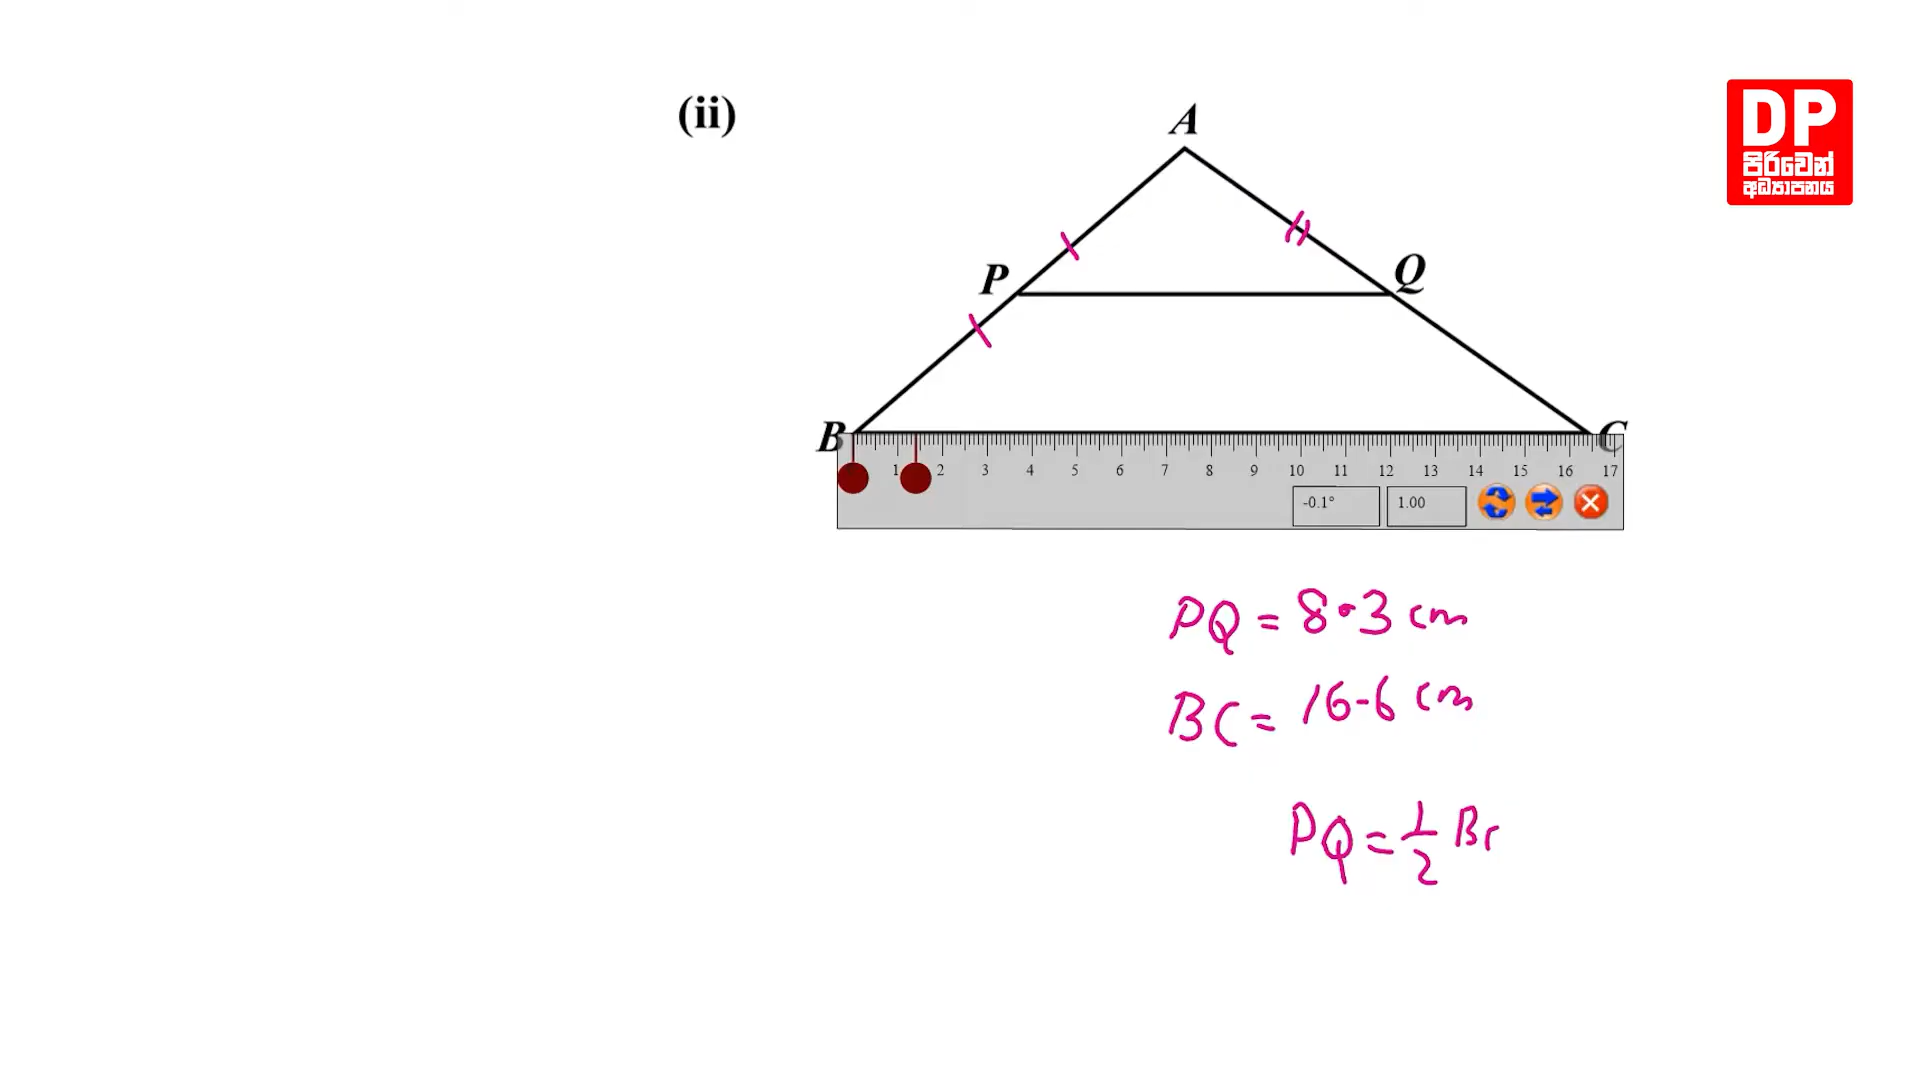 (ii)
A
DP
පිරිවෙන්
අධ්‍යාපනය
P
Q
B
C
1 2 3 4 5 6 7 8 9 10 11 12 13 14 15 16 17
-0.1° 1.00
PQ = 8.3 cm
BC = 16.6 cm
PQ = 1/2 BC